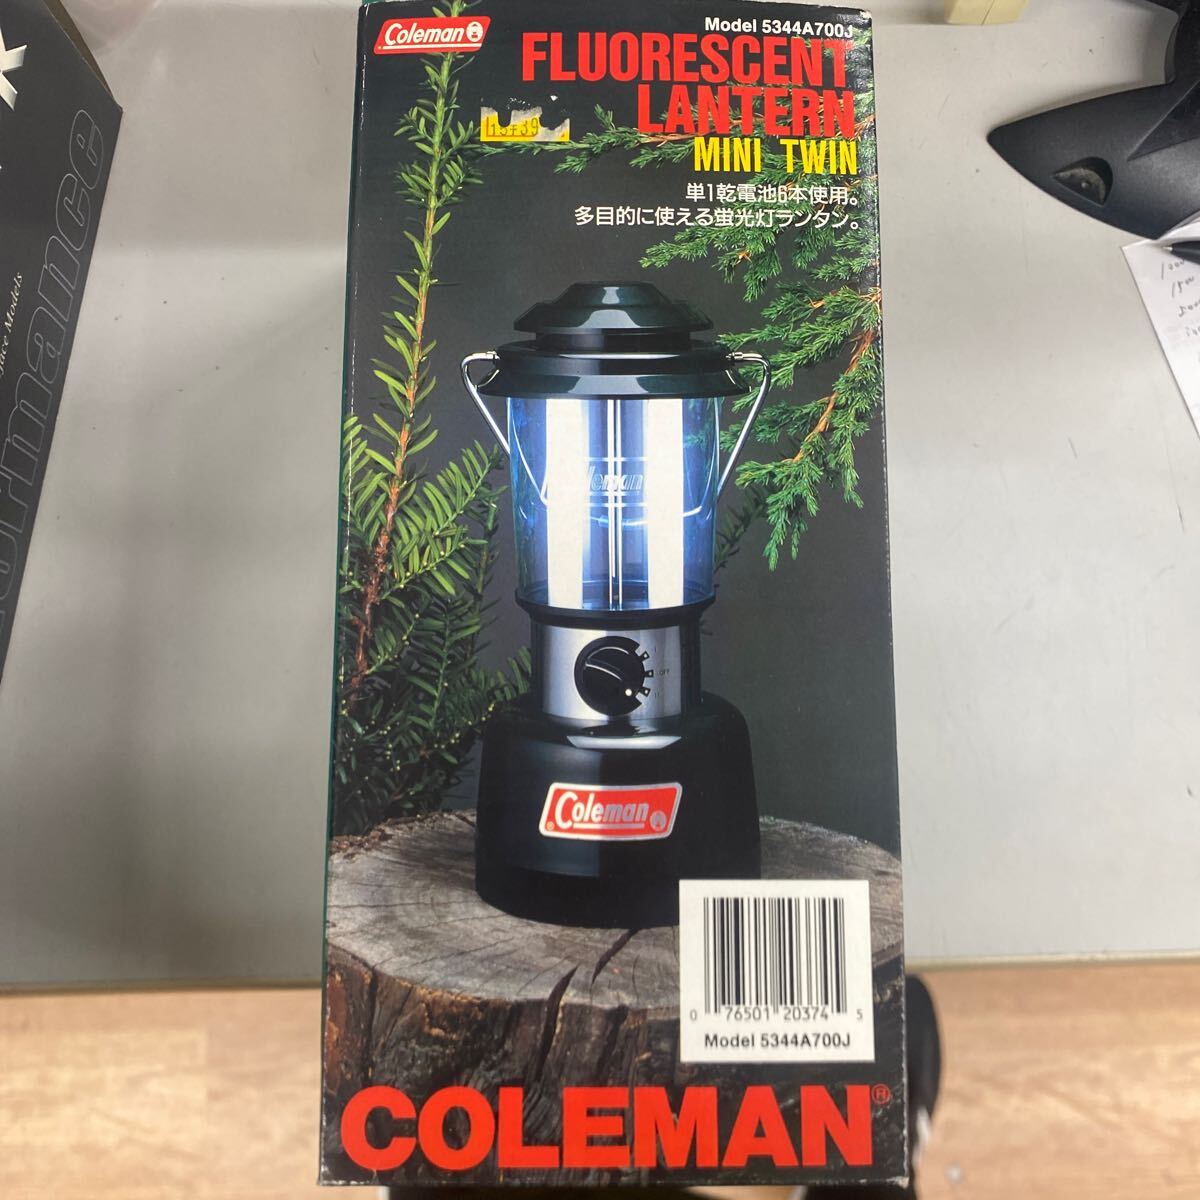 Coleman
Model 5344A700J
FLUORESCENT
LANTERN
MINI TWIN
単1乾電池6本使用。
多目的に使える蛍光灯ランタン。
Coleman
OFF
Coleman
0 76501 20374 5
Model 5344A700J
COLEMAN®
ormance
Models